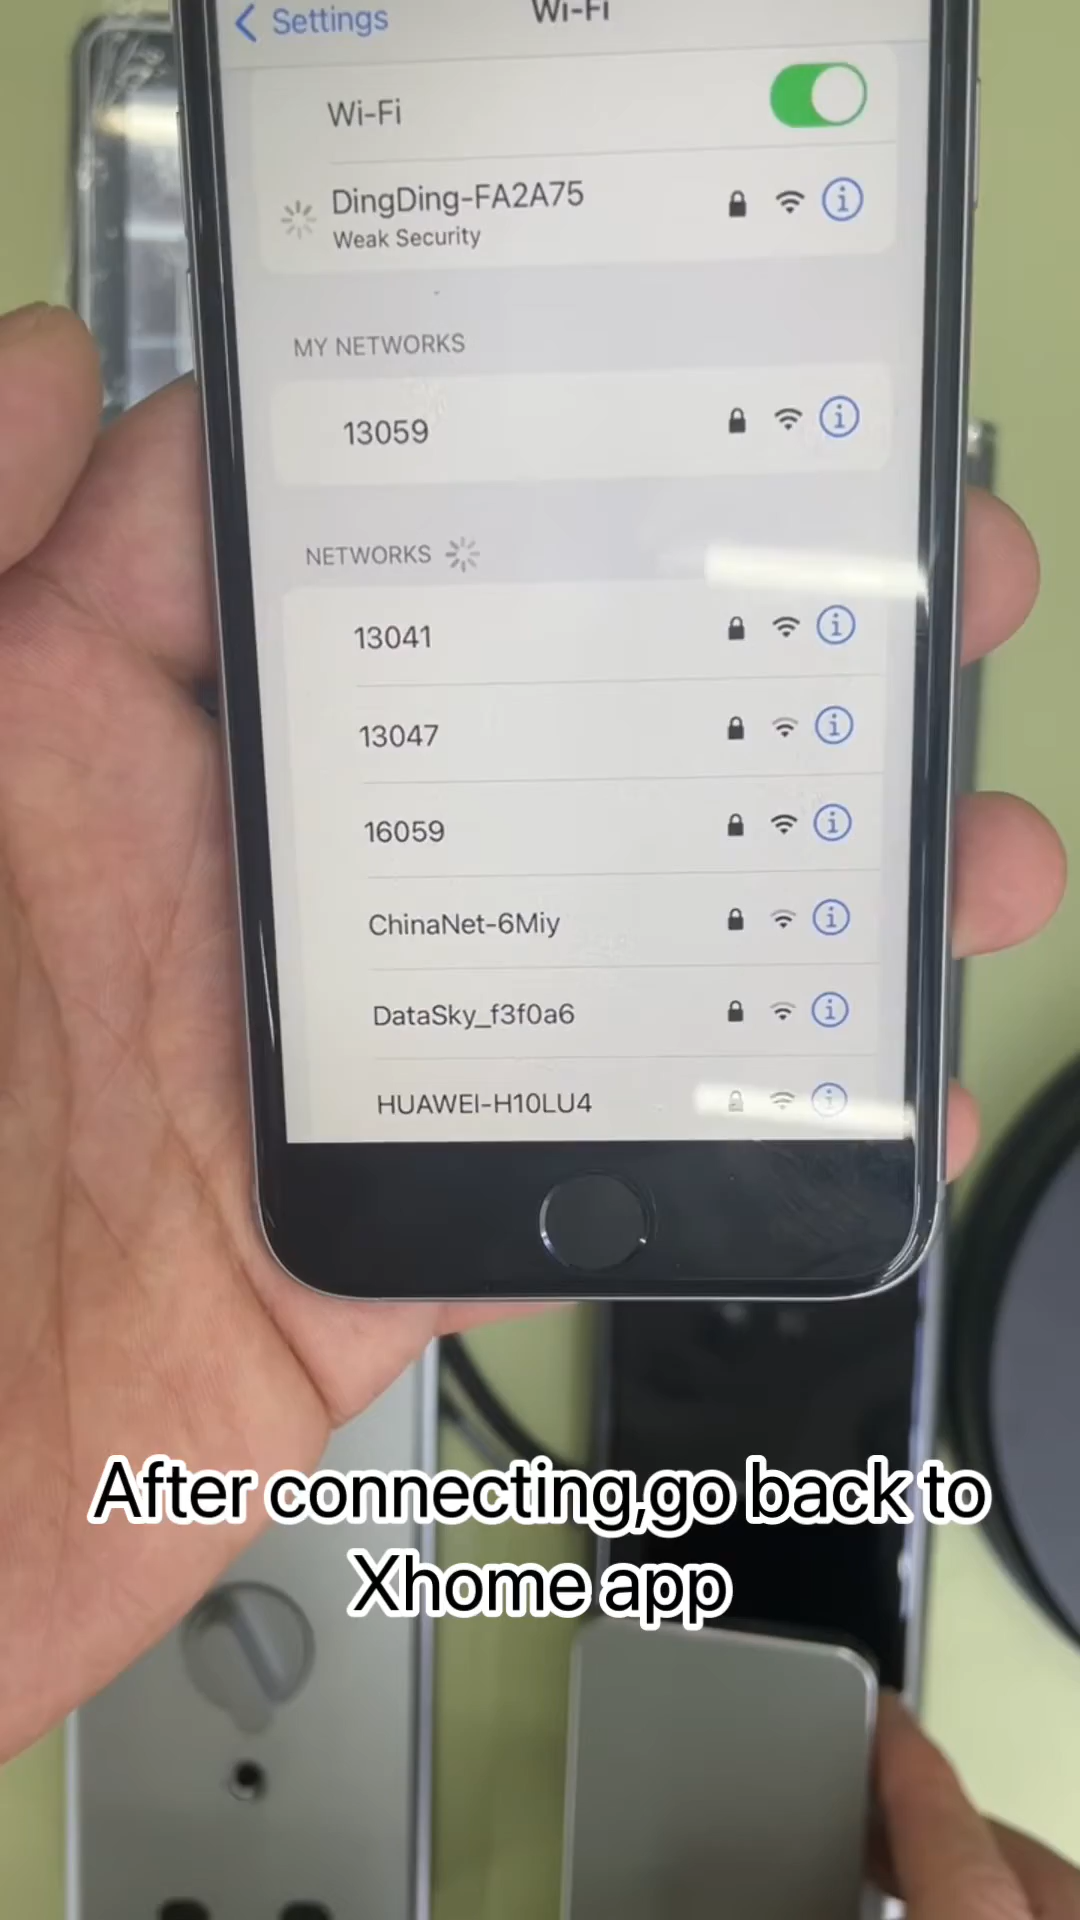 Settings
Wi-Fi
Wi-Fi
DingDing-FA2A75
Weak Security
MY NETWORKS
13059
NETWORKS
13041
13047
16059
ChinaNet-6Miy
DataSky_f3f0a6
HUAWEI-H10LU4
After connecting,go back to
Xhome app